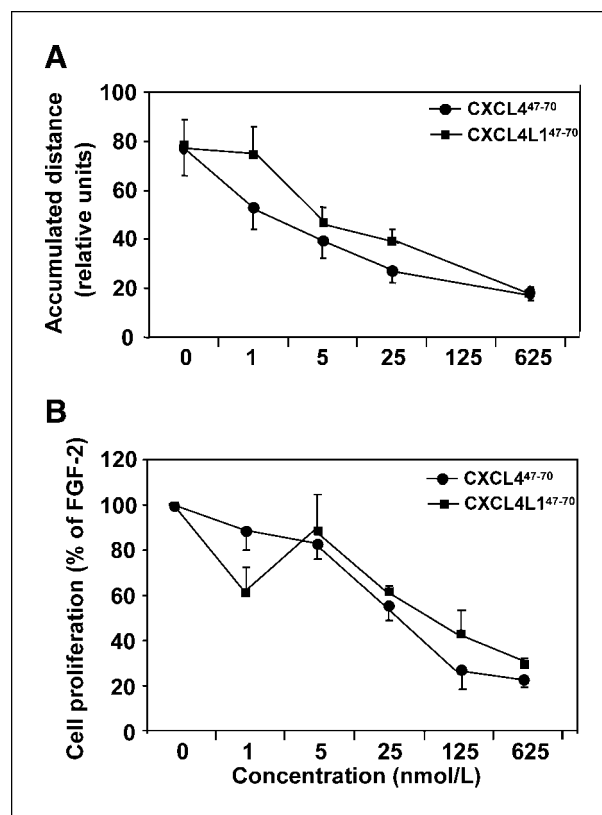 A
100
80
60
40
20
0
Accumulated distance
(relative units)
CXCL4⁴⁷⁻⁷⁰
CXCL4L1⁴⁷⁻⁷⁰
0 1 5 25 125 625
B
120
100
80
60
40
20
0
Cell proliferation (% of FGF-2)
CXCL4⁴⁷⁻⁷⁰
CXCL4L1⁴⁷⁻⁷⁰
0 1 5 25 125 625
Concentration (nmol/L)